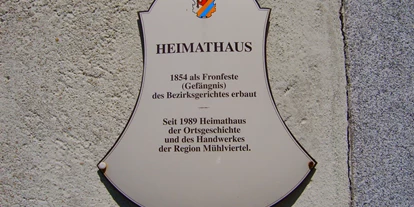 HEIMATHAUS
1854 als Fronfeste
(Gefängnis)
des Bezirksgerichtes erbaut
Seit 1989 Heimathaus
der Ortsgeschichte
und des Handwerkes
der Region Mühlviertel.